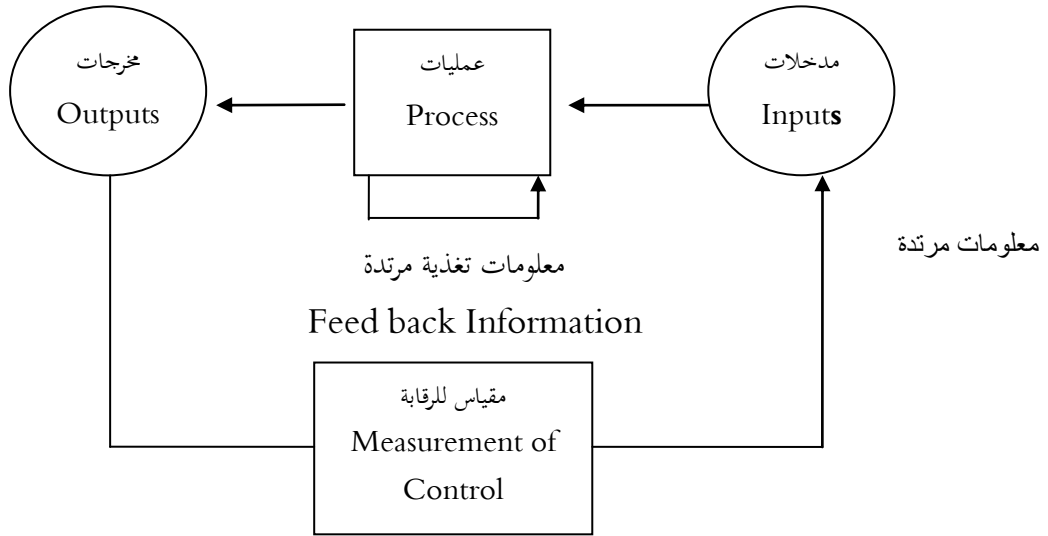 مدخلات
Inputs
عمليات
Process
مخرجات
Outputs
معلومات مرتدة
معلومات تغذية مرتدة
Feed back Information
مقياس للرقابة
Measurement of
Control